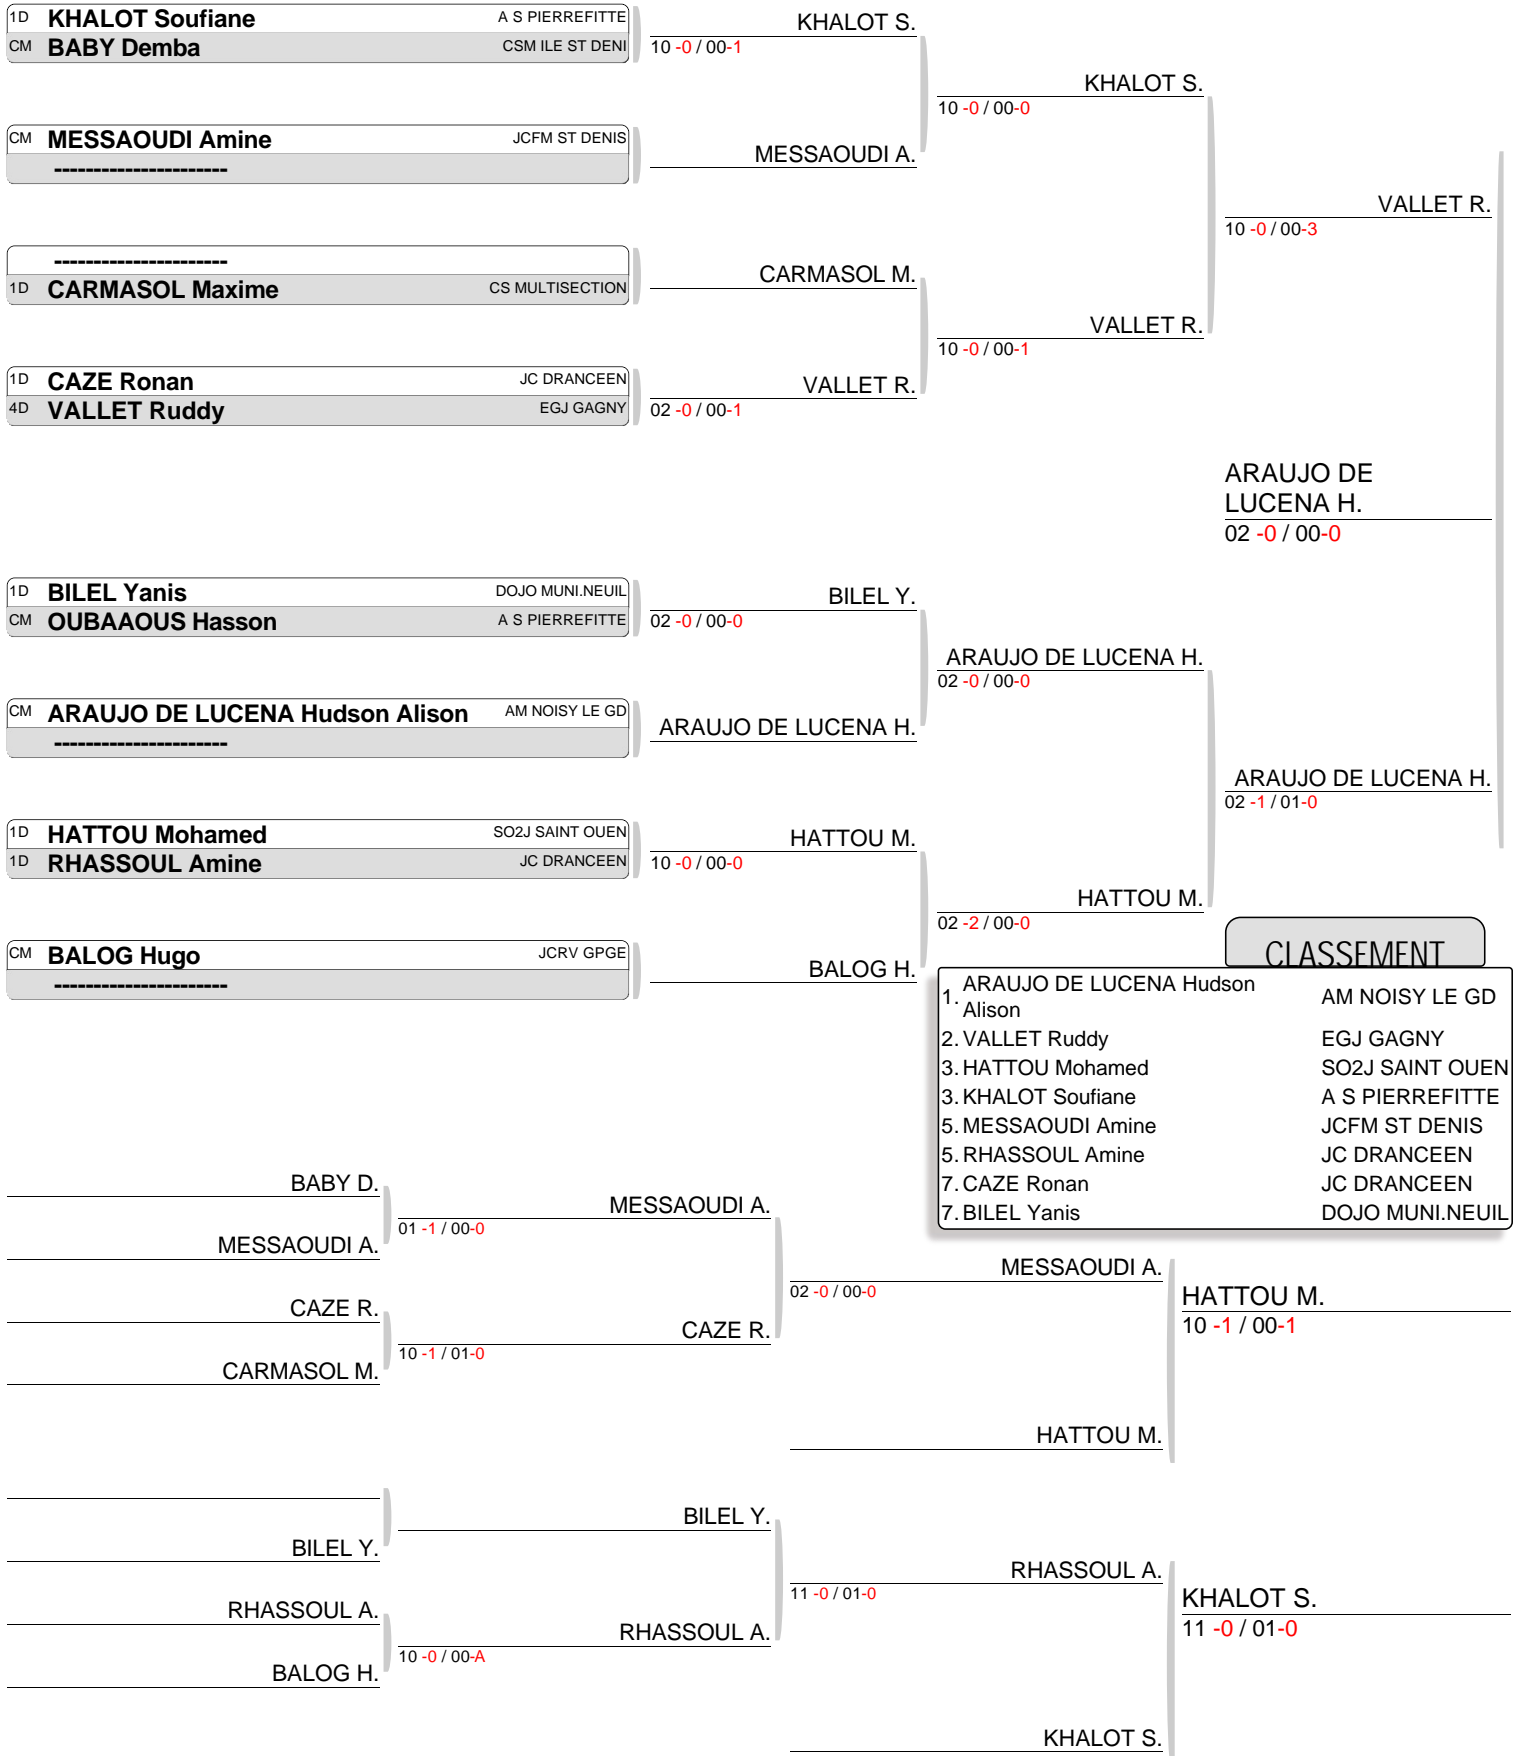 1D KHALOT Soufiane A S PIERREFITTE
CM BABY Demba CSM ILE ST DENI
KHALOT S.
10 -0 / 00-1
KHALOT S.
10 -0 / 00-0
CM MESSAOUDI Amine JCFM ST DENIS
----------------------
MESSAOUDI A.
VALLET R.
10 -0 / 00-3
----------------------
1D CARMASOL Maxime CS MULTISECTION
CARMASOL M.
VALLET R.
10 -0 / 00-1
1D CAZE Ronan JC DRANCEEN
4D VALLET Ruddy EGJ GAGNY
VALLET R.
02 -0 / 00-1
ARAUJO DE
LUCENA H.
02 -0 / 00-0
1D BILEL Yanis DOJO MUNI.NEUIL
CM OUBAAOUS Hasson A S PIERREFITTE
BILEL Y.
02 -0 / 00-0
ARAUJO DE LUCENA H.
02 -0 / 00-0
CM ARAUJO DE LUCENA Hudson Alison AM NOISY LE GD
----------------------
ARAUJO DE LUCENA H.
ARAUJO DE LUCENA H.
02 -1 / 01-0
1D HATTOU Mohamed SO2J SAINT OUEN
1D RHASSOUL Amine JC DRANCEEN
HATTOU M.
10 -0 / 00-0
HATTOU M.
02 -2 / 00-0
CM BALOG Hugo JCRV GPGE
----------------------
BALOG H.
CLASSEMENT
1. ARAUJO DE LUCENA Hudson
Alison AM NOISY LE GD
2. VALLET Ruddy EGJ GAGNY
3. HATTOU Mohamed SO2J SAINT OUEN
3. KHALOT Soufiane A S PIERREFITTE
5. MESSAOUDI Amine JCFM ST DENIS
5. RHASSOUL Amine JC DRANCEEN
7. CAZE Ronan JC DRANCEEN
7. BILEL Yanis DOJO MUNI.NEUIL
BABY D.
MESSAOUDI A.
01 -1 / 00-0
MESSAOUDI A.
MESSAOUDI A.
02 -0 / 00-0
HATTOU M.
10 -1 / 00-1
CAZE R.
CAZE R.
10 -1 / 01-0
CARMASOL M.
HATTOU M.
BILEL Y.
BILEL Y.
RHASSOUL A.
11 -0 / 01-0
KHALOT S.
11 -0 / 01-0
RHASSOUL A.
RHASSOUL A.
10 -0 / 00-A
BALOG H.
KHALOT S.